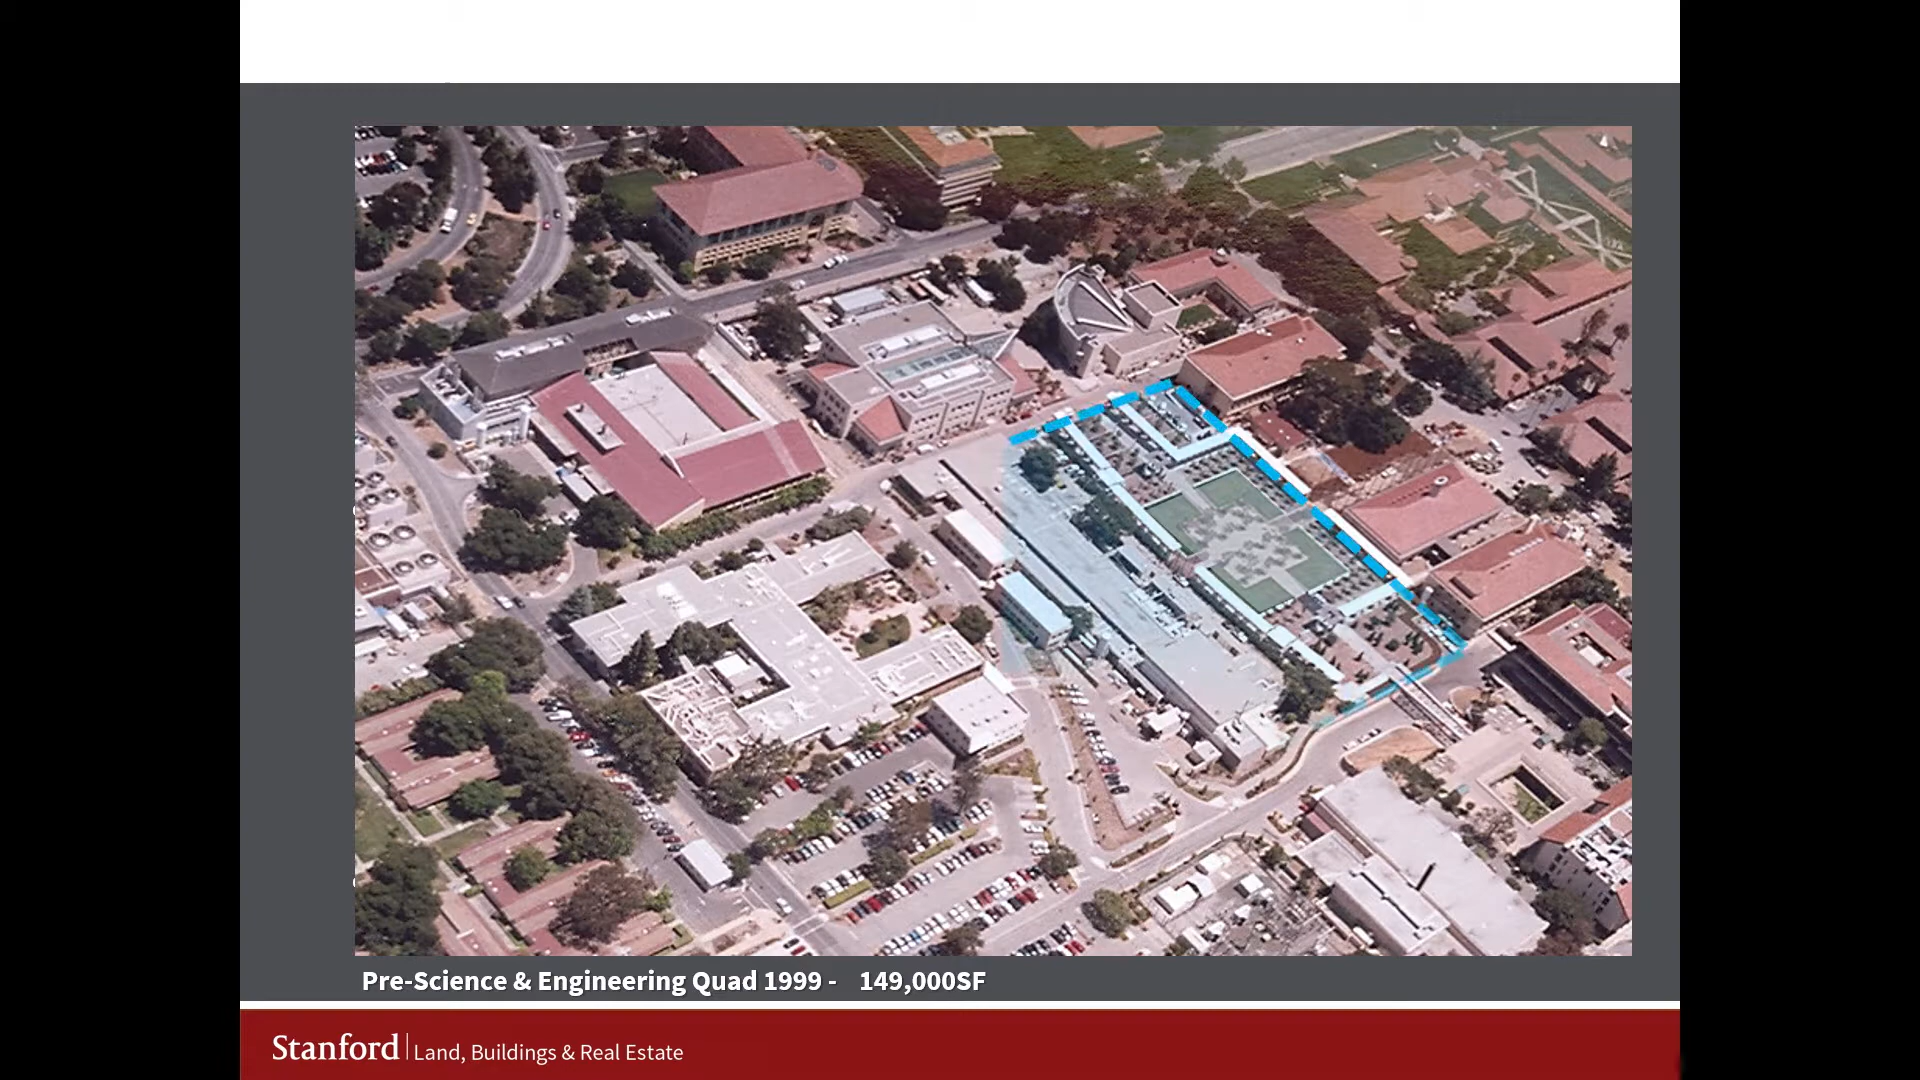 Pre-Science & Engineering Quad 1999 - 149,000SF
Stanford | Land, Buildings & Real Estate